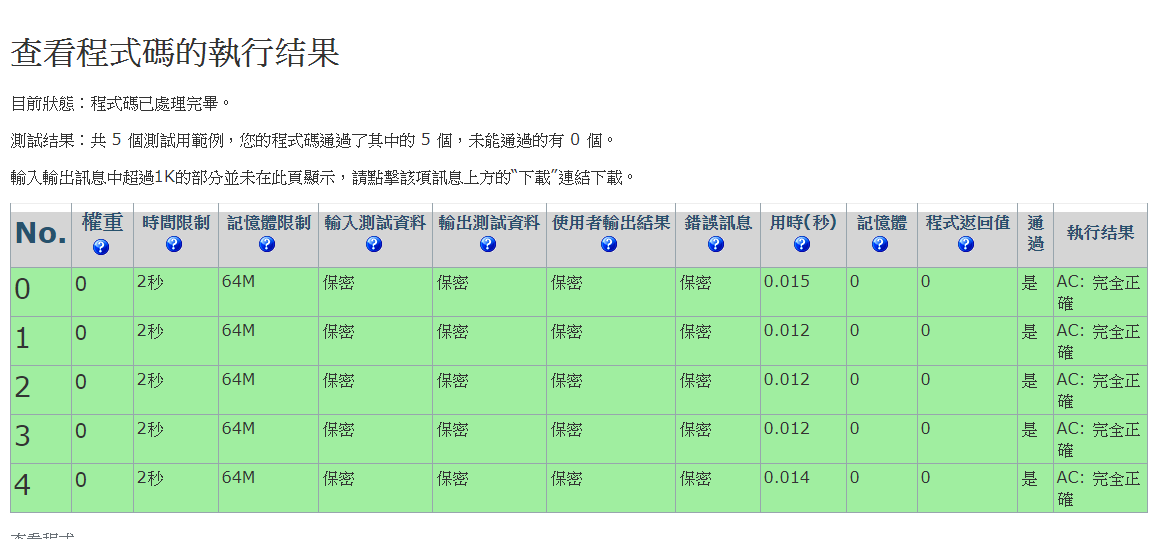 查看程式碼的執行结果
目前狀態：程式碼已處理完畢。
測試结果：共 5 個測試用範例，您的程式碼通過了其中的 5 個，未能通過的有 0 個。
輸入輸出訊息中超過1K的部分並未在此頁顯示，請點擊該項訊息上方的“下載”連結下載。
No. 權重 時間限制 記憶體限制 輸入測試資料 輸出測試資料 使用者輸出結果 錯誤訊息 用時(秒) 記憶體 程式返回值 通過 執行结果
0 0 2秒 64M 保密 保密 保密 保密 0.015 0 0 是 AC: 完全正確
1 0 2秒 64M 保密 保密 保密 保密 0.012 0 0 是 AC: 完全正確
2 0 2秒 64M 保密 保密 保密 保密 0.012 0 0 是 AC: 完全正確
3 0 2秒 64M 保密 保密 保密 保密 0.012 0 0 是 AC: 完全正確
4 0 2秒 64M 保密 保密 保密 保密 0.014 0 0 是 AC: 完全正確
查看程式